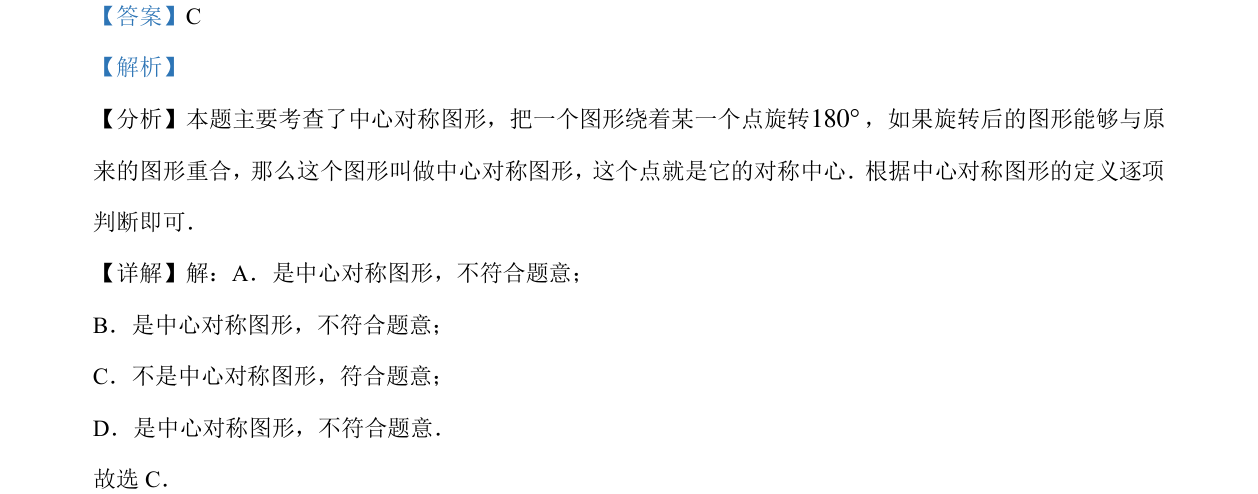 【答案】C
【解析】
【分析】本题主要考查了中心对称图形，把一个图形绕着某一个点旋转180°，如果旋转后的图形能够与原
来的图形重合，那么这个图形叫做中心对称图形，这个点就是它的对称中心．根据中心对称图形的定义逐项
判断即可．
【详解】解：A．是中心对称图形，不符合题意；
B．是中心对称图形，不符合题意；
C．不是中心对称图形，符合题意；
D．是中心对称图形，不符合题意．
故选 C．